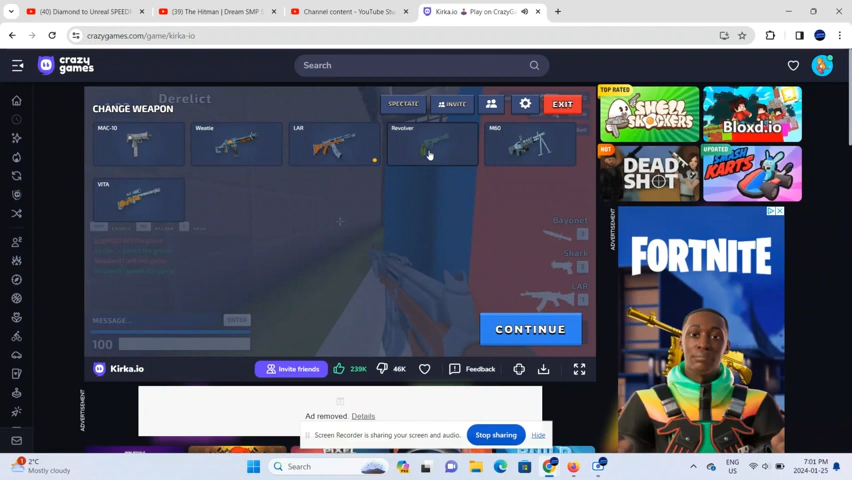 (40) Diamond to Unreal SPEEDR
(39) The Hitman | Dream SMP S
Channel content - YouTube Stu
Kirka.io Play on CrazyGa
crazygames.com/game/kirka-io
crazy
games
Search
TOP RATED
UPDATED
SHELL
SHOCKERS
Bloxd.io
HOT
UPDATED
DEAD
SHOT
SMASH
KARTS
Derelict
CHANGE WEAPON
SPECTATE
INVITE
EXIT
MAC-10
Weatie
LAR
Revolver
M60
VITA
Bayonet
Shark
LAR
MESSAGE...
ENTER
100
CONTINUE
Kirka.io
Invite friends
239K
46K
Feedback
ADVERTISEMENT
FORTNITE
ADVERTISEMENT
Ad removed. Details
Screen Recorder is sharing your screen and audio.
Stop sharing
Hide
PIXEL
2°C
Mostly cloudy
Search
ENG
US
7:01 PM
2024-01-25